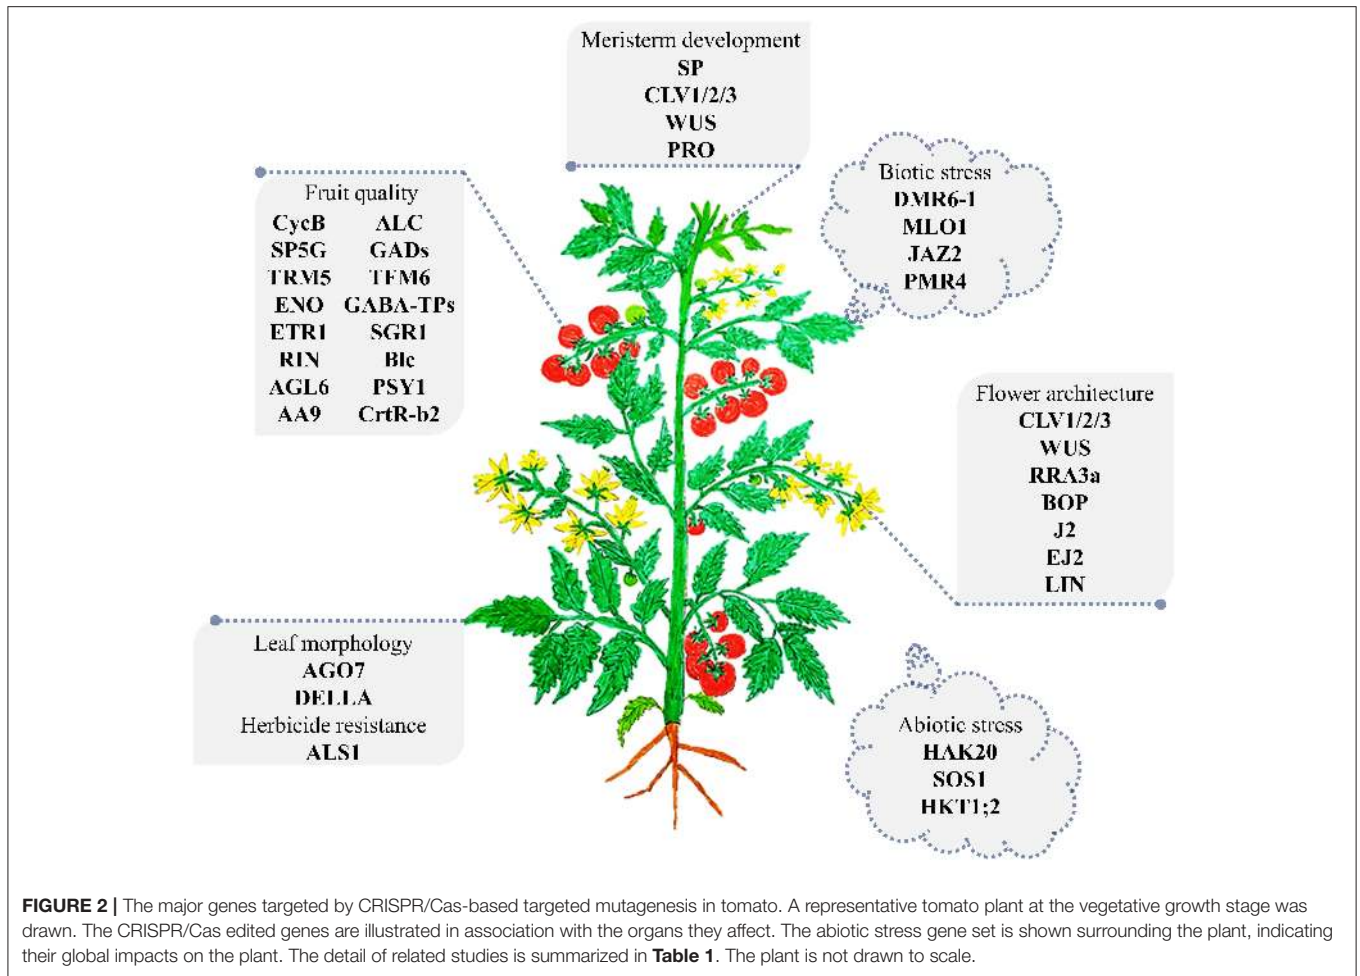 Meristerm development
SP
CLV1/2/3
WUS
PRO
Biotic stress
DMR6-1
MLO1
JAZ2
PMR4
Fruit quality
CycB ALC
SP5G GADs
TRM5 TFM6
ENO GABA-TPs
ETR1 SGR1
RIN Blc
AGL6 PSY1
AA9 CrtR-b2
Flower architecture
CLV1/2/3
WUS
RRA3a
BOP
J2
EJ2
LIN
Leaf morphology
AGO7
DELLA
Herbicide resistance
ALS1
Abiotic stress
HAK20
SOS1
HKT1;2
FIGURE 2 | The major genes targeted by CRISPR/Cas-based targeted mutagenesis in tomato. A representative tomato plant at the vegetative growth stage was
drawn. The CRISPR/Cas edited genes are illustrated in association with the organs they affect. The abiotic stress gene set is shown surrounding the plant, indicating
their global impacts on the plant. The detail of related studies is summarized in Table 1. The plant is not drawn to scale.